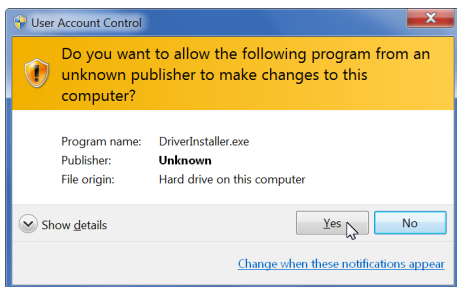 User Account Control
Do you want to allow the following program from an
unknown publisher to make changes to this
computer?
Program name: DriverInstaller.exe
Publisher: Unknown
File origin: Hard drive on this computer
Show details
Yes
No
Change when these notifications appear